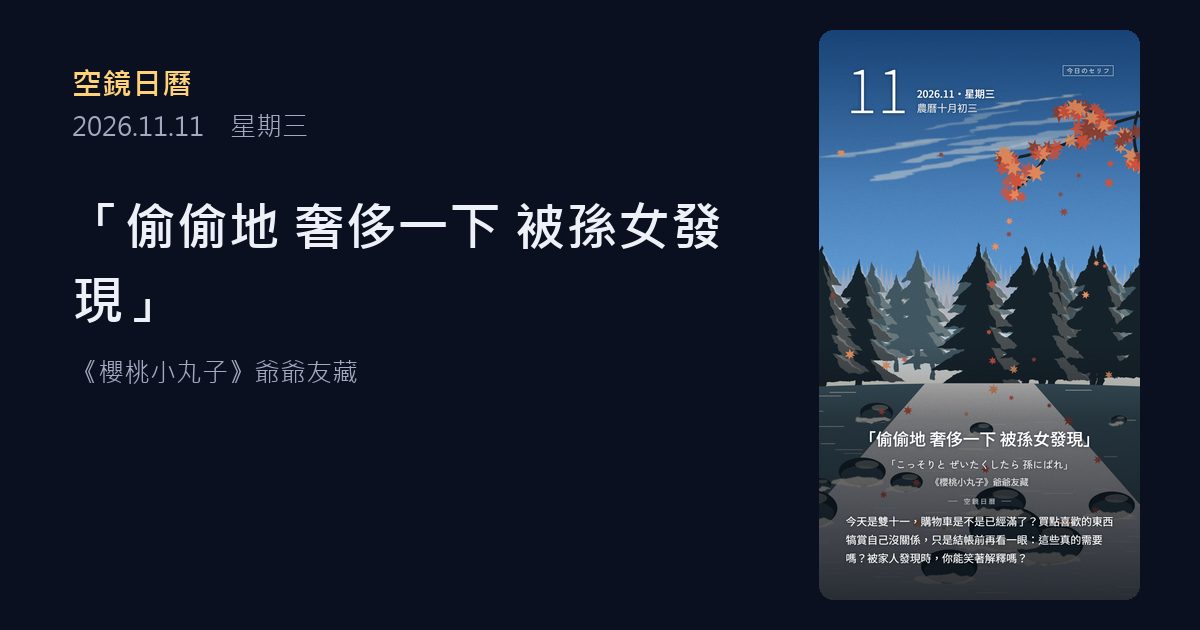 空鏡日曆
2026.11.11 星期三
「偷偷地 奢侈一下 被孫女發
現」
《櫻桃小丸子》爺爺友藏
11
2026.11・星期三
農曆十月初三
今日のセリフ
「偷偷地 奢侈一下 被孫女發現」
「こっそりと ぜいたくしたら 孫にばれ」
《櫻桃小丸子》爺爺友藏
空鏡日曆
今天是雙十一，購物車是不是已經滿了？買點喜歡的東西
犒賞自己沒關係，只是結帳前再看一眼：這些真的需要
嗎？被家人發現時，你能笑著解釋嗎？